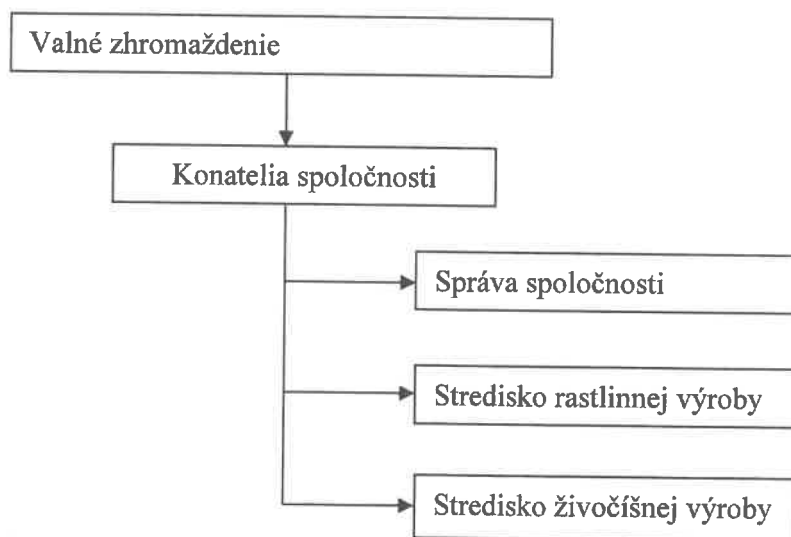 Valné zhromaždenie
Konatelia spoločnosti
Správa spoločnosti
Stredisko rastlinnej výroby
Stredisko živočíšnej výroby